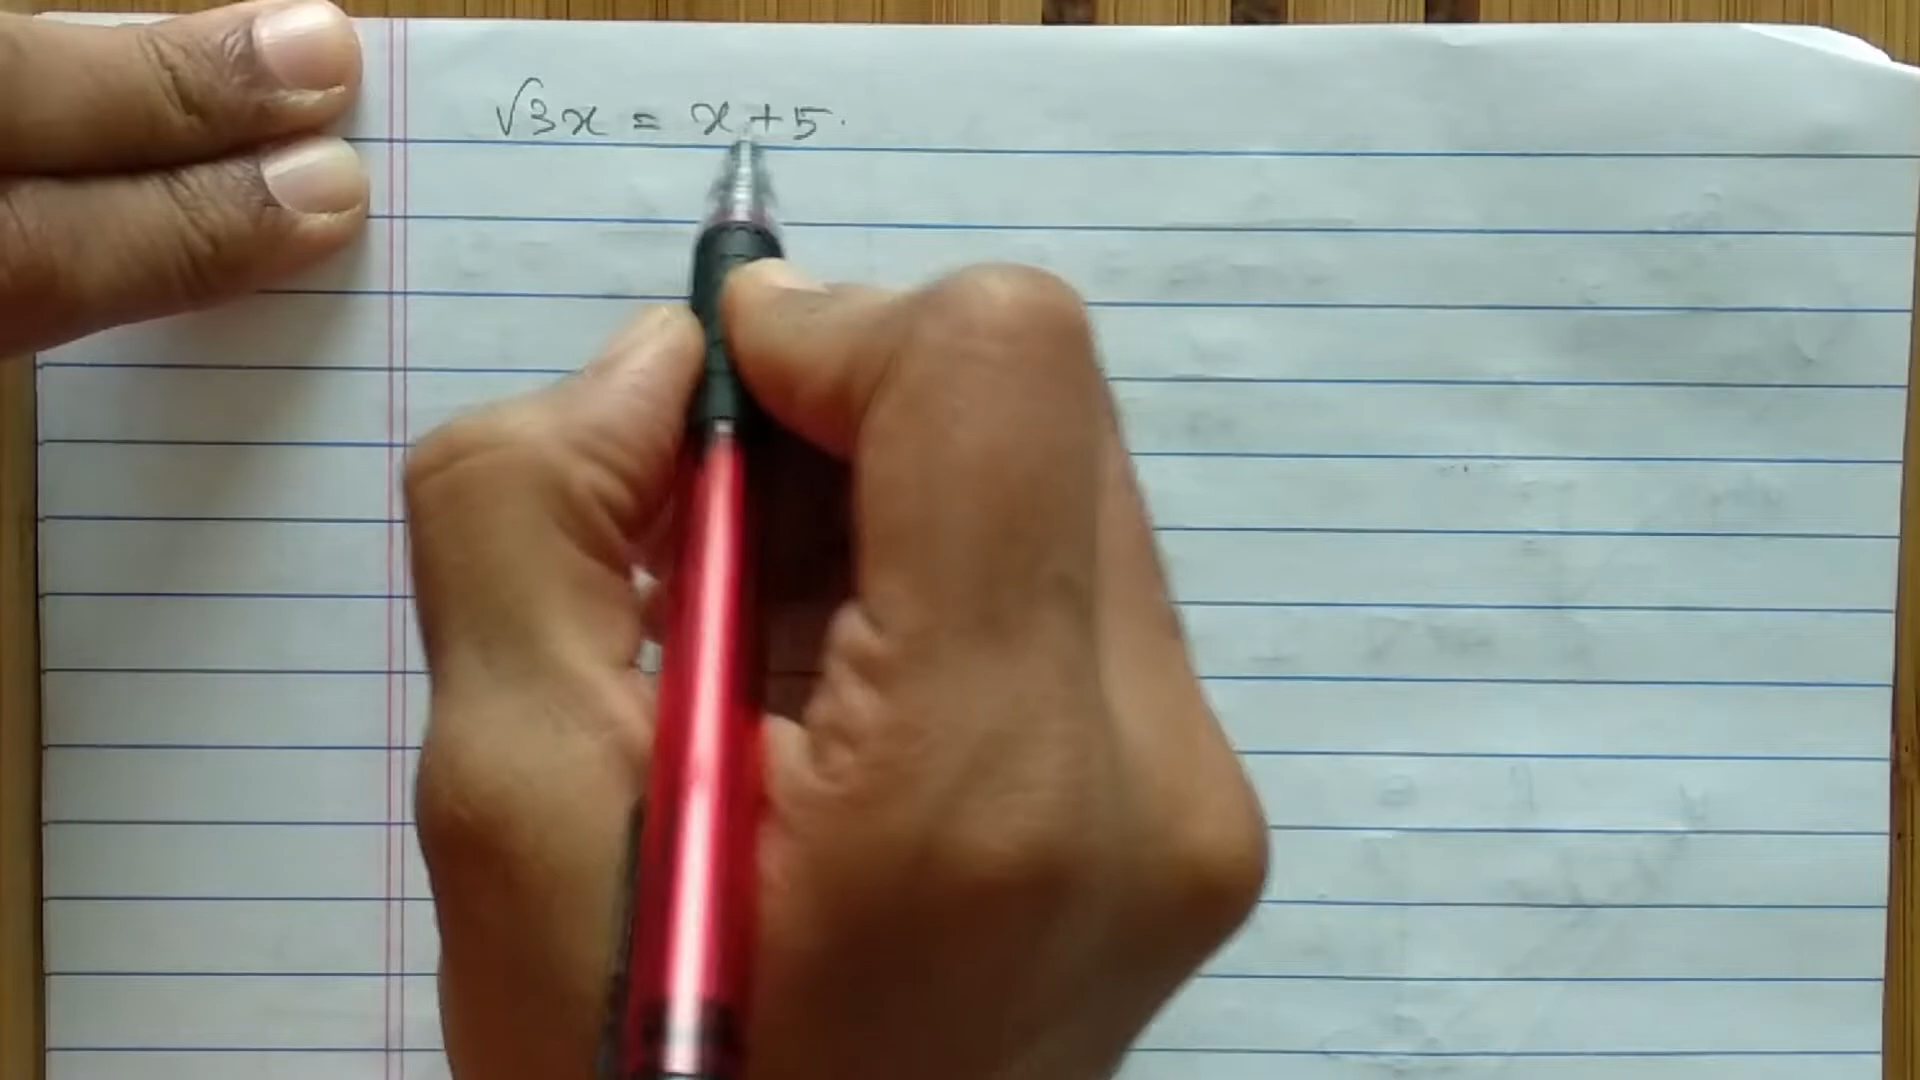 √3x = x+5.